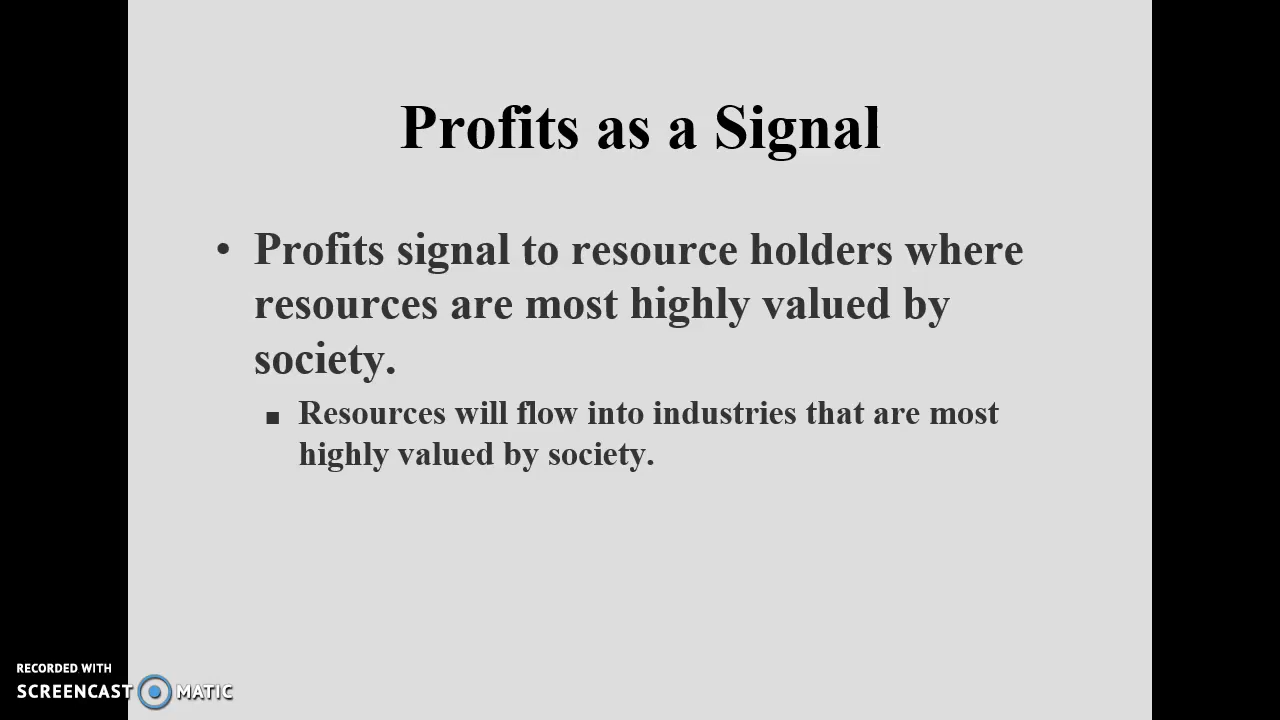 Profits as a Signal
• Profits signal to resource holders where
resources are most highly valued by
society.
■ Resources will flow into industries that are most
highly valued by society.
RECORDED WITH
SCREENCAST MATIC